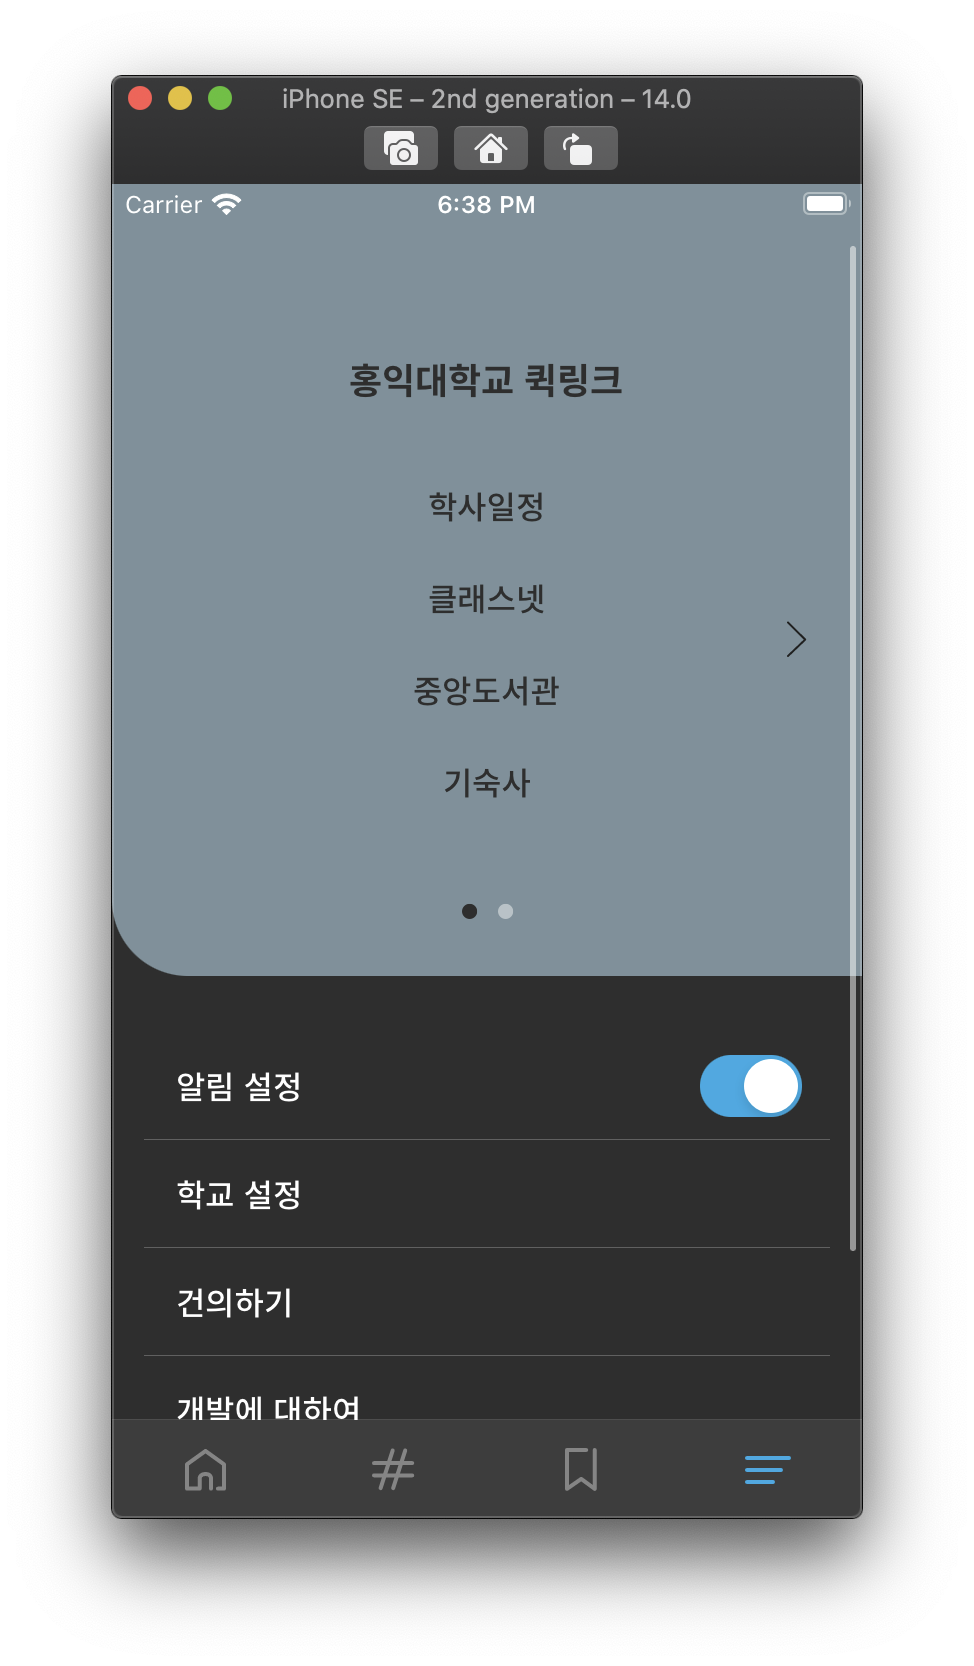 iPhone SE – 2nd generation – 14.0
Carrier 6:38 PM
홍익대학교 퀵링크
학사일정
클래스넷
중앙도서관
기숙사
알림 설정
학교 설정
건의하기
개발에 대하여